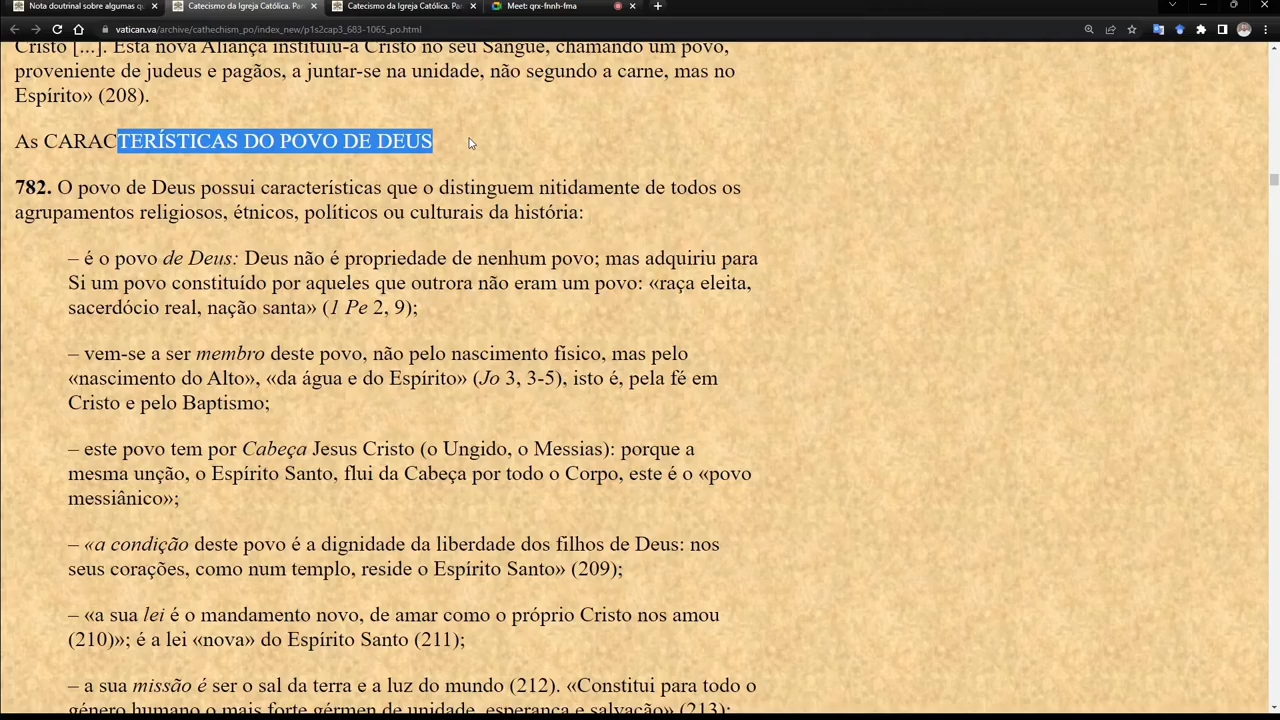 Nota doutrinal sobre algumas q
Catecismo da Igreja Católica. Pa
Catecismo da Igreja Católica. Pa
Meet: qrx-fnnh-fma
vatican.va/archive/cathechism_po/index_new/p1s2cap3_683-1065_po.html
Cristo [...]. Esta nova Aliança instituiu-a Cristo no seu Sangue, chamando um povo,
proveniente de judeus e pagãos, a juntar-se na unidade, não segundo a carne, mas no
Espírito» (208).
As CARACTERÍSTICAS DO POVO DE DEUS
782. O povo de Deus possui características que o distinguem nitidamente de todos os
agrupamentos religiosos, étnicos, políticos ou culturais da história:
– é o povo de Deus: Deus não é propriedade de nenhum povo; mas adquiriu para
Si um povo constituído por aqueles que outrora não eram um povo: «raça eleita,
sacerdócio real, nação santa» (1 Pe 2, 9);
– vem-se a ser membro deste povo, não pelo nascimento físico, mas pelo
«nascimento do Alto», «da água e do Espírito» (Jo 3, 3-5), isto é, pela fé em
Cristo e pelo Baptismo;
– este povo tem por Cabeça Jesus Cristo (o Ungido, o Messias): porque a
mesma unção, o Espírito Santo, flui da Cabeça por todo o Corpo, este é o «povo
messiânico»;
– «a condição deste povo é a dignidade da liberdade dos filhos de Deus: nos
seus corações, como num templo, reside o Espírito Santo» (209);
– «a sua lei é o mandamento novo, de amar como o próprio Cristo nos amou
(210)»; é a lei «nova» do Espírito Santo (211);
– a sua missão é ser o sal da terra e a luz do mundo (212). «Constitui para todo o
género humano o mais forte gérmen de unidade, esperança e salvação» (213);